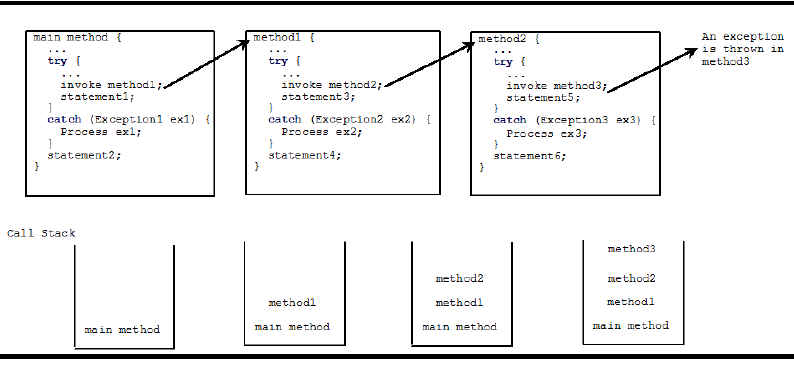 main method {
...
try {
...
invoke method1;
statement1;
}
catch (Exception1 ex1) {
Process ex1;
}
statement2;
}
method1 {
...
try {
...
invoke method2;
statement3;
}
catch (Exception2 ex2) {
Process ex2;
}
statement4;
}
method2 {
...
try {
...
invoke method3;
statement5;
}
catch (Exception3 ex3) {
Process ex3;
}
statement6;
}
An exception
is thrown in
method3
Call Stack
main method
method1
main method
method2
method1
main method
method3
method2
method1
main method